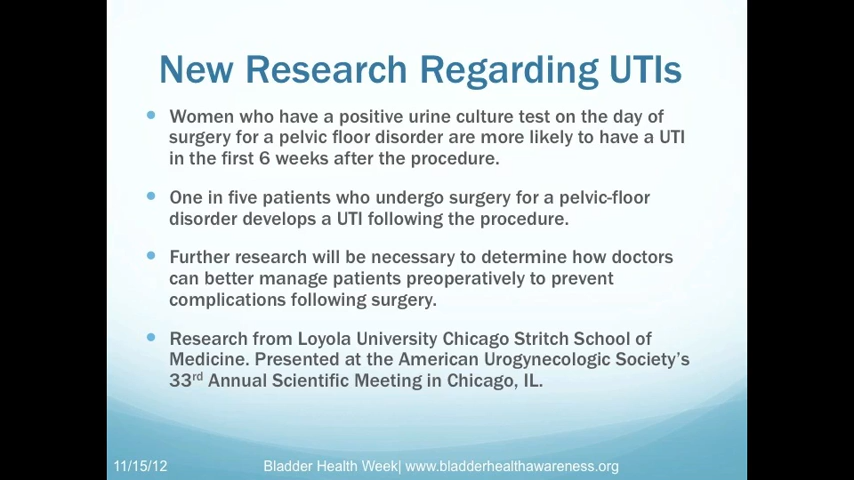 New Research Regarding UTIs
• Women who have a positive urine culture test on the day of
surgery for a pelvic floor disorder are more likely to have a UTI
in the first 6 weeks after the procedure.
• One in five patients who undergo surgery for a pelvic-floor
disorder develops a UTI following the procedure.
• Further research will be necessary to determine how doctors
can better manage patients preoperatively to prevent
complications following surgery.
• Research from Loyola University Chicago Stritch School of
Medicine. Presented at the American Urogynecologic Society’s
33rd Annual Scientific Meeting in Chicago, IL.
11/15/12 Bladder Health Week| www.bladderhealthawareness.org